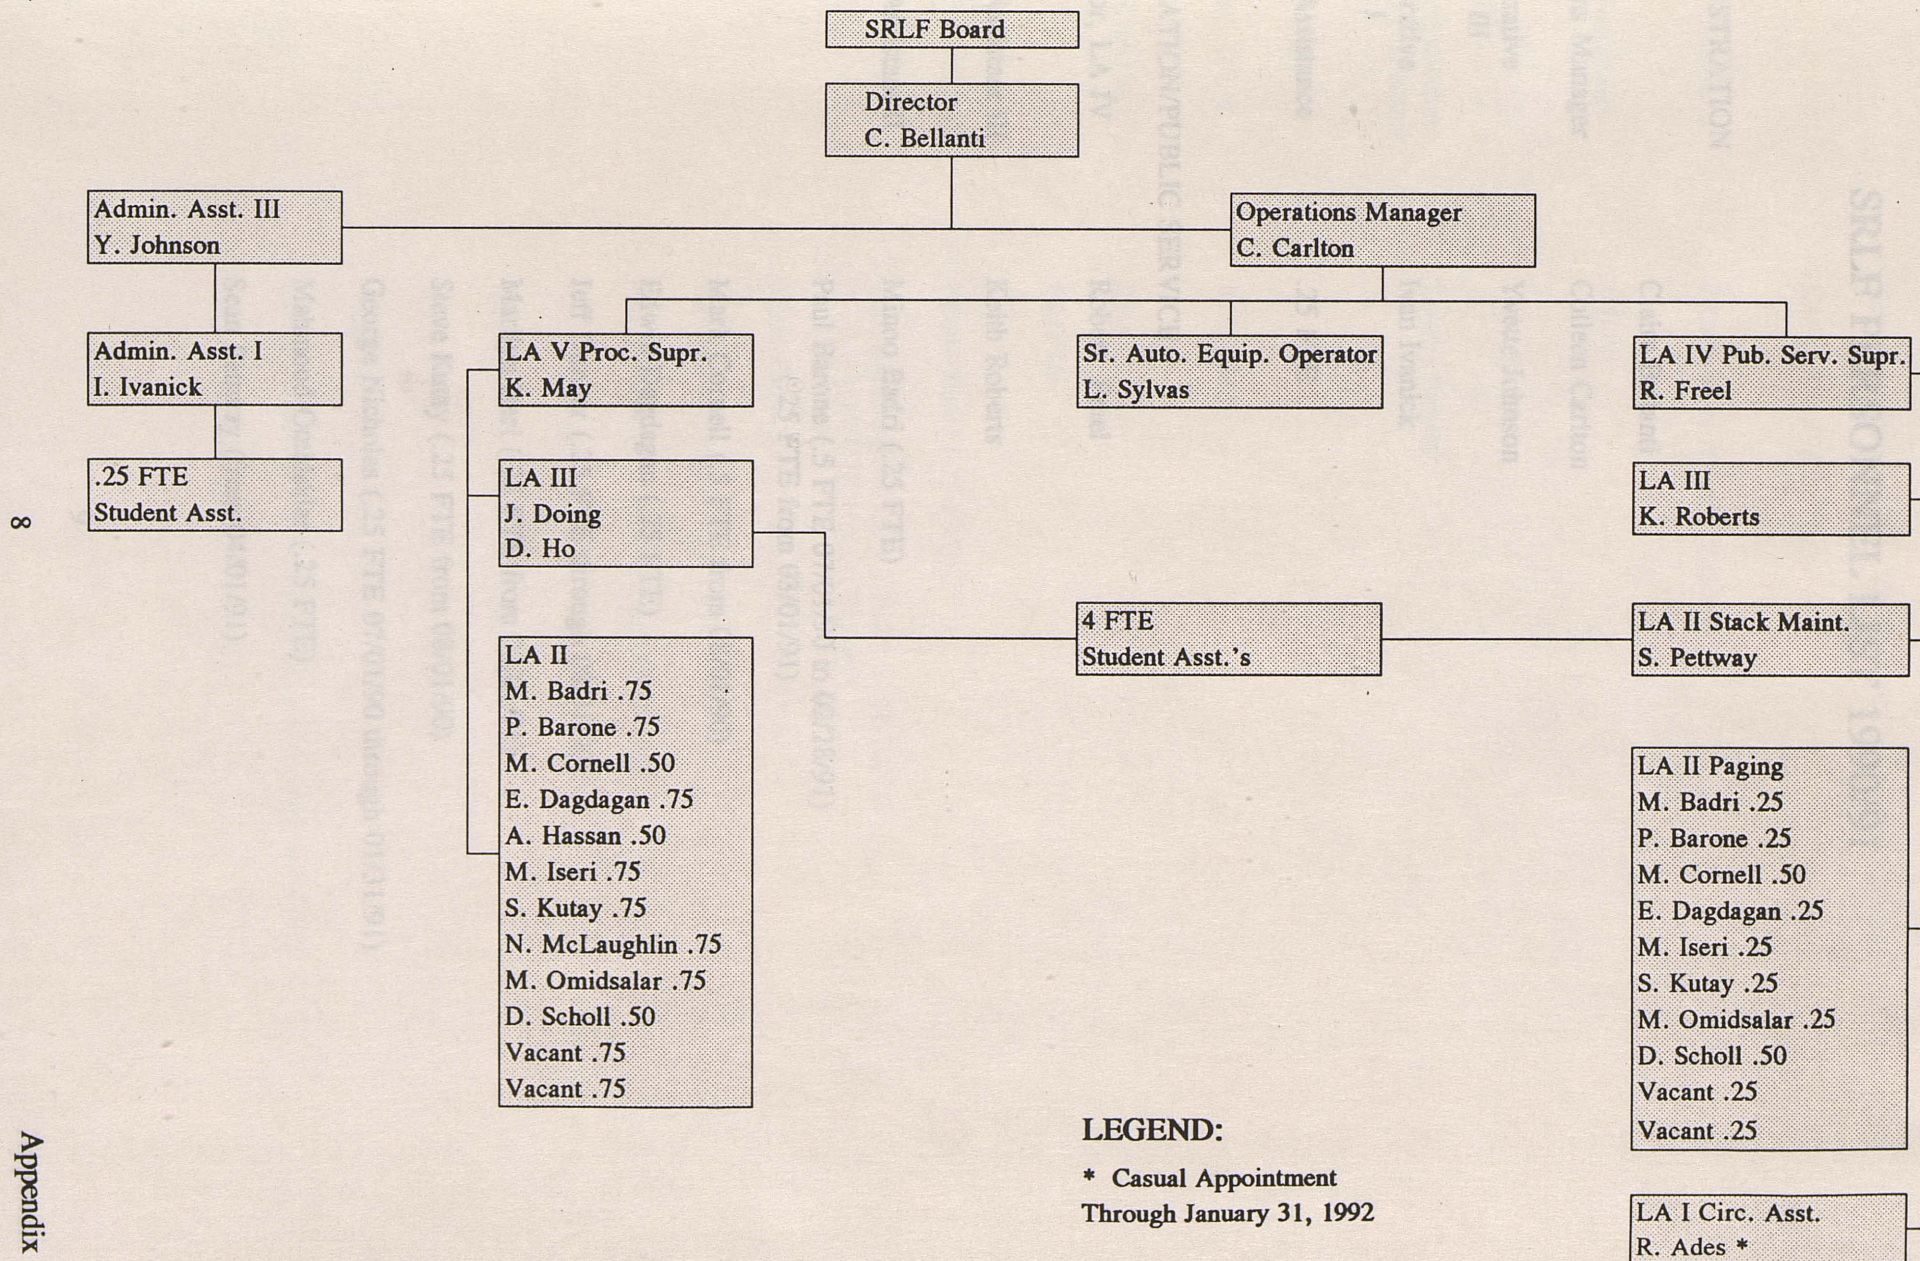 SRLF Board
Director
C. Bellanti
Admin. Asst. III
Y. Johnson
Operations Manager
C. Carlton
Admin. Asst. I
I. Ivanick
LA V Proc. Supr.
K. May
Sr. Auto. Equip. Operator
L. Sylvas
LA IV Pub. Serv. Supr.
R. Freel
.25 FTE
Student Asst.
LA III
J. Doing
D. Ho
LA III
K. Roberts
4 FTE
Student Asst.'s
LA II Stack Maint.
S. Pettway
LA II
M. Badri .75
P. Barone .75
M. Cornell .50
E. Dagdagan .75
A. Hassan .50
M. Iseri .75
S. Kutay .75
N. McLaughlin .75
M. Omidsalar .75
D. Scholl .50
Vacant .75
Vacant .75
LA II Paging
M. Badri .25
P. Barone .25
M. Cornell .50
E. Dagdagan .25
M. Iseri .25
S. Kutay .25
M. Omidsalar .25
D. Scholl .50
Vacant .25
Vacant .25
LEGEND:
* Casual Appointment
Through January 31, 1992
LA I Circ. Asst.
R. Ades *
8
Appendix